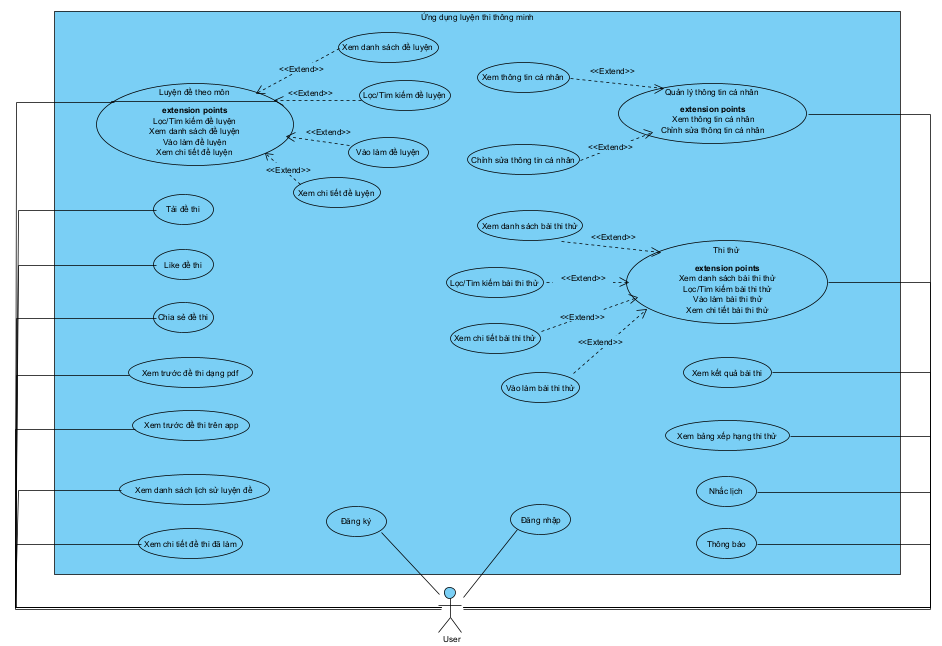 Ứng dụng luyện thi thông minh
Xem danh sách đề luyện
<<Extend>>
Luyện đề theo môn
extension points
Lọc/Tìm kiếm đề luyện
Xem danh sách đề luyện
Vào làm đề luyện
Xem chi tiết đề luyện
<<Extend>>
Lọc/Tìm kiếm đề luyện
<<Extend>>
Vào làm đề luyện
<<Extend>>
Xem chi tiết đề luyện
Xem thông tin cá nhân
<<Extend>>
Quản lý thông tin cá nhân
extension points
Xem thông tin cá nhân
Chỉnh sửa thông tin cá nhân
<<Extend>>
Chỉnh sửa thông tin cá nhân
Tải đề thi
Like đề thi
Chia sẻ đề thi
Xem trước đề thi dạng pdf
Xem trước đề thi trên app
Xem danh sách lịch sử luyện đề
Xem chi tiết đề thi đã làm
Xem danh sách bài thi thử
<<Extend>>
Thi thử
extension points
Xem danh sách bài thi thử
Lọc/Tìm kiếm bài thi thử
Vào làm bài thi thử
Xem chi tiết bài thi thử
Lọc/Tìm kiếm bài thi thử
<<Extend>>
Xem chi tiết bài thi thử
<<Extend>>
<<Extend>>
Vào làm bài thi thử
Xem kết quả bài thi
Xem bảng xếp hạng thi thử
Nhắc lịch
Thông báo
Đăng ký
Đăng nhập
User